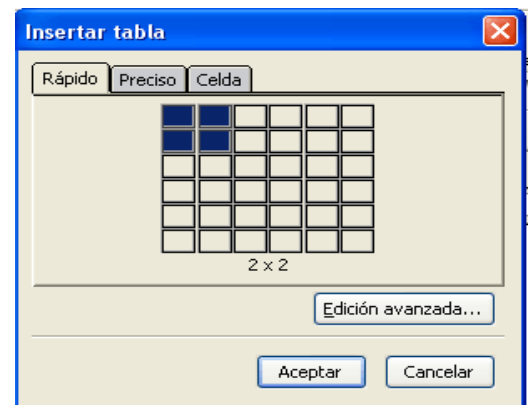 Insertar tabla
Rápido Preciso Celda
2 x 2
Edición avanzada...
Aceptar Cancelar